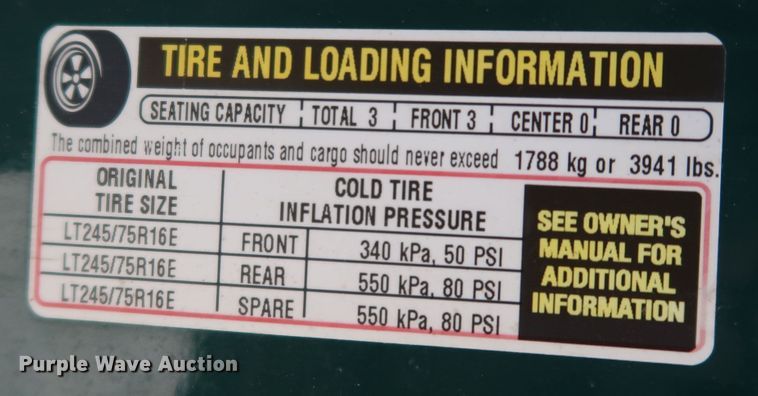 TIRE AND LOADING INFORMATION
SEATING CAPACITY TOTAL 3 FRONT 3 CENTER 0 REAR 0
The combined weight of occupants and cargo should never exceed 1788 kg or 3941 lbs.
ORIGINAL
TIRE SIZE
COLD TIRE
INFLATION PRESSURE
LT245/75R16E FRONT 340 kPa, 50 PSI
LT245/75R16E REAR 550 kPa, 80 PSI
LT245/75R16E SPARE 550 kPa, 80 PSI
SEE OWNER'S
MANUAL FOR
ADDITIONAL
INFORMATION
Purple Wave Auction